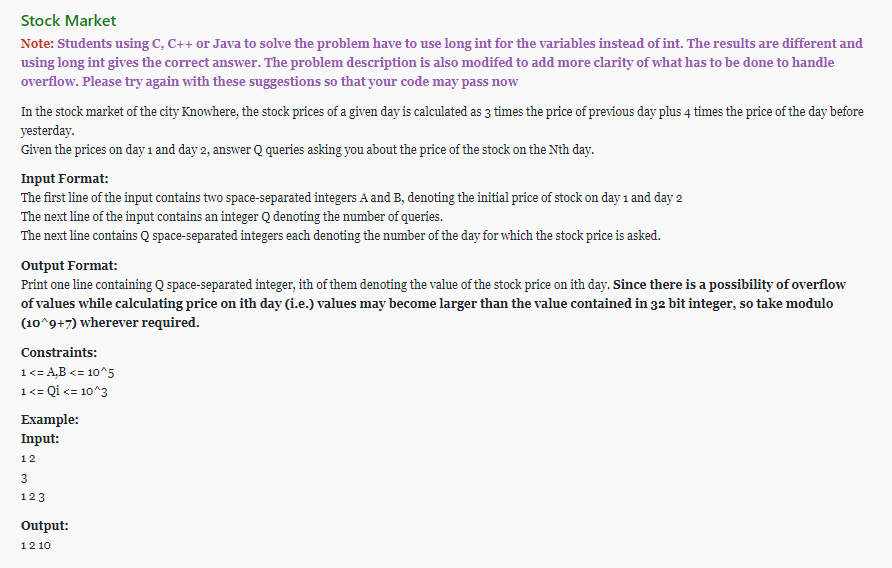 Stock Market
Note: Students using C, C++ or Java to solve the problem have to use long int for the variables instead of int. The results are different and
using long int gives the correct answer. The problem description is also modifed to add more clarity of what has to be done to handle
overflow. Please try again with these suggestions so that your code may pass now
In the stock market of the city Knowhere, the stock prices of a given day is calculated as 3 times the price of previous day plus 4 times the price of the day before
yesterday.
Given the prices on day 1 and day 2, answer Q queries asking you about the price of the stock on the Nth day.
Input Format:
The first line of the input contains two space-separated integers A and B, denoting the initial price of stock on day 1 and day 2
The next line of the input contains an integer Q denoting the number of queries.
The next line contains Q space-separated integers each denoting the number of the day for which the stock price is asked.
Output Format:
Print one line containing Q space-separated integer, ith of them denoting the value of the stock price on ith day. Since there is a possibility of overflow
of values while calculating price on ith day (i.e.) values may become larger than the value contained in 32 bit integer, so take modulo
(10^9+7) wherever required.
Constraints:
1 <= A,B <= 10^5
1 <= Qi <= 10^3
Example:
Input:
1 2
3
1 2 3
Output:
1 2 10